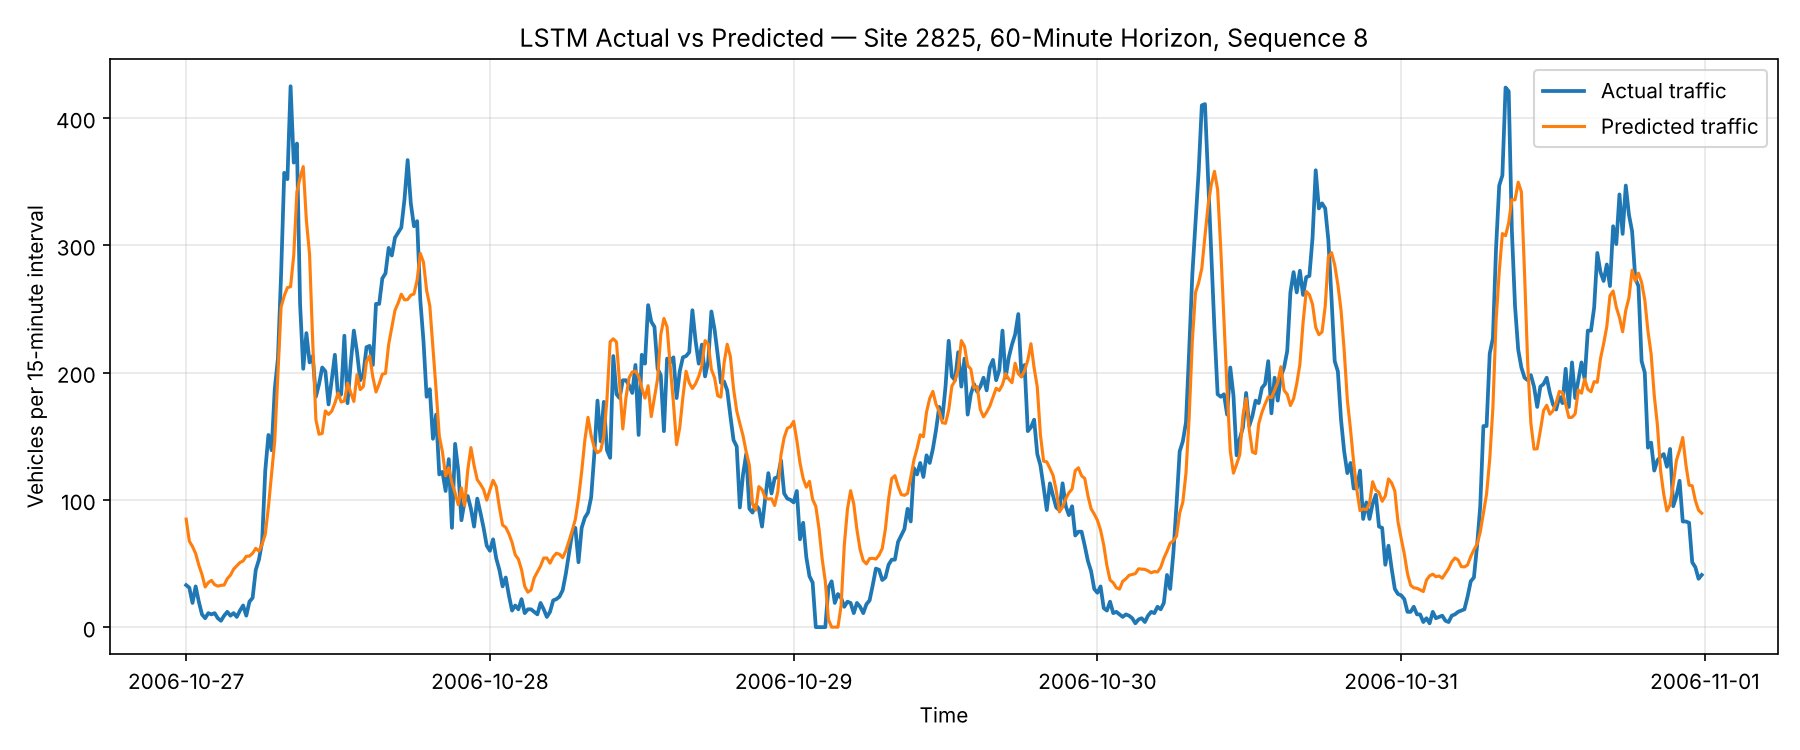 LSTM Actual vs Predicted — Site 2825, 60-Minute Horizon, Sequence 8
Actual traffic
Predicted traffic
Vehicles per 15-minute interval
400
300
200
100
0
2006-10-27
2006-10-28
2006-10-29
2006-10-30
2006-10-31
2006-11-01
Time